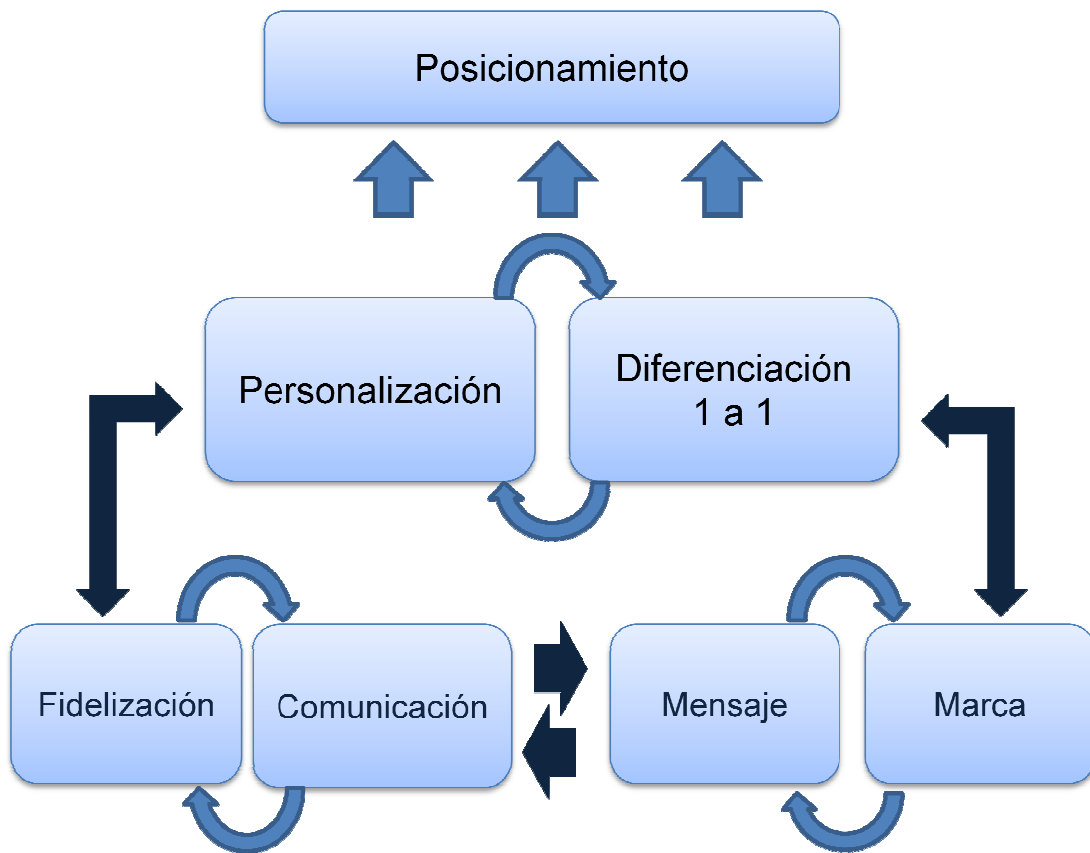 Posicionamiento
Personalización
Diferenciación
1 a 1
Fidelización
Comunicación
Mensaje
Marca